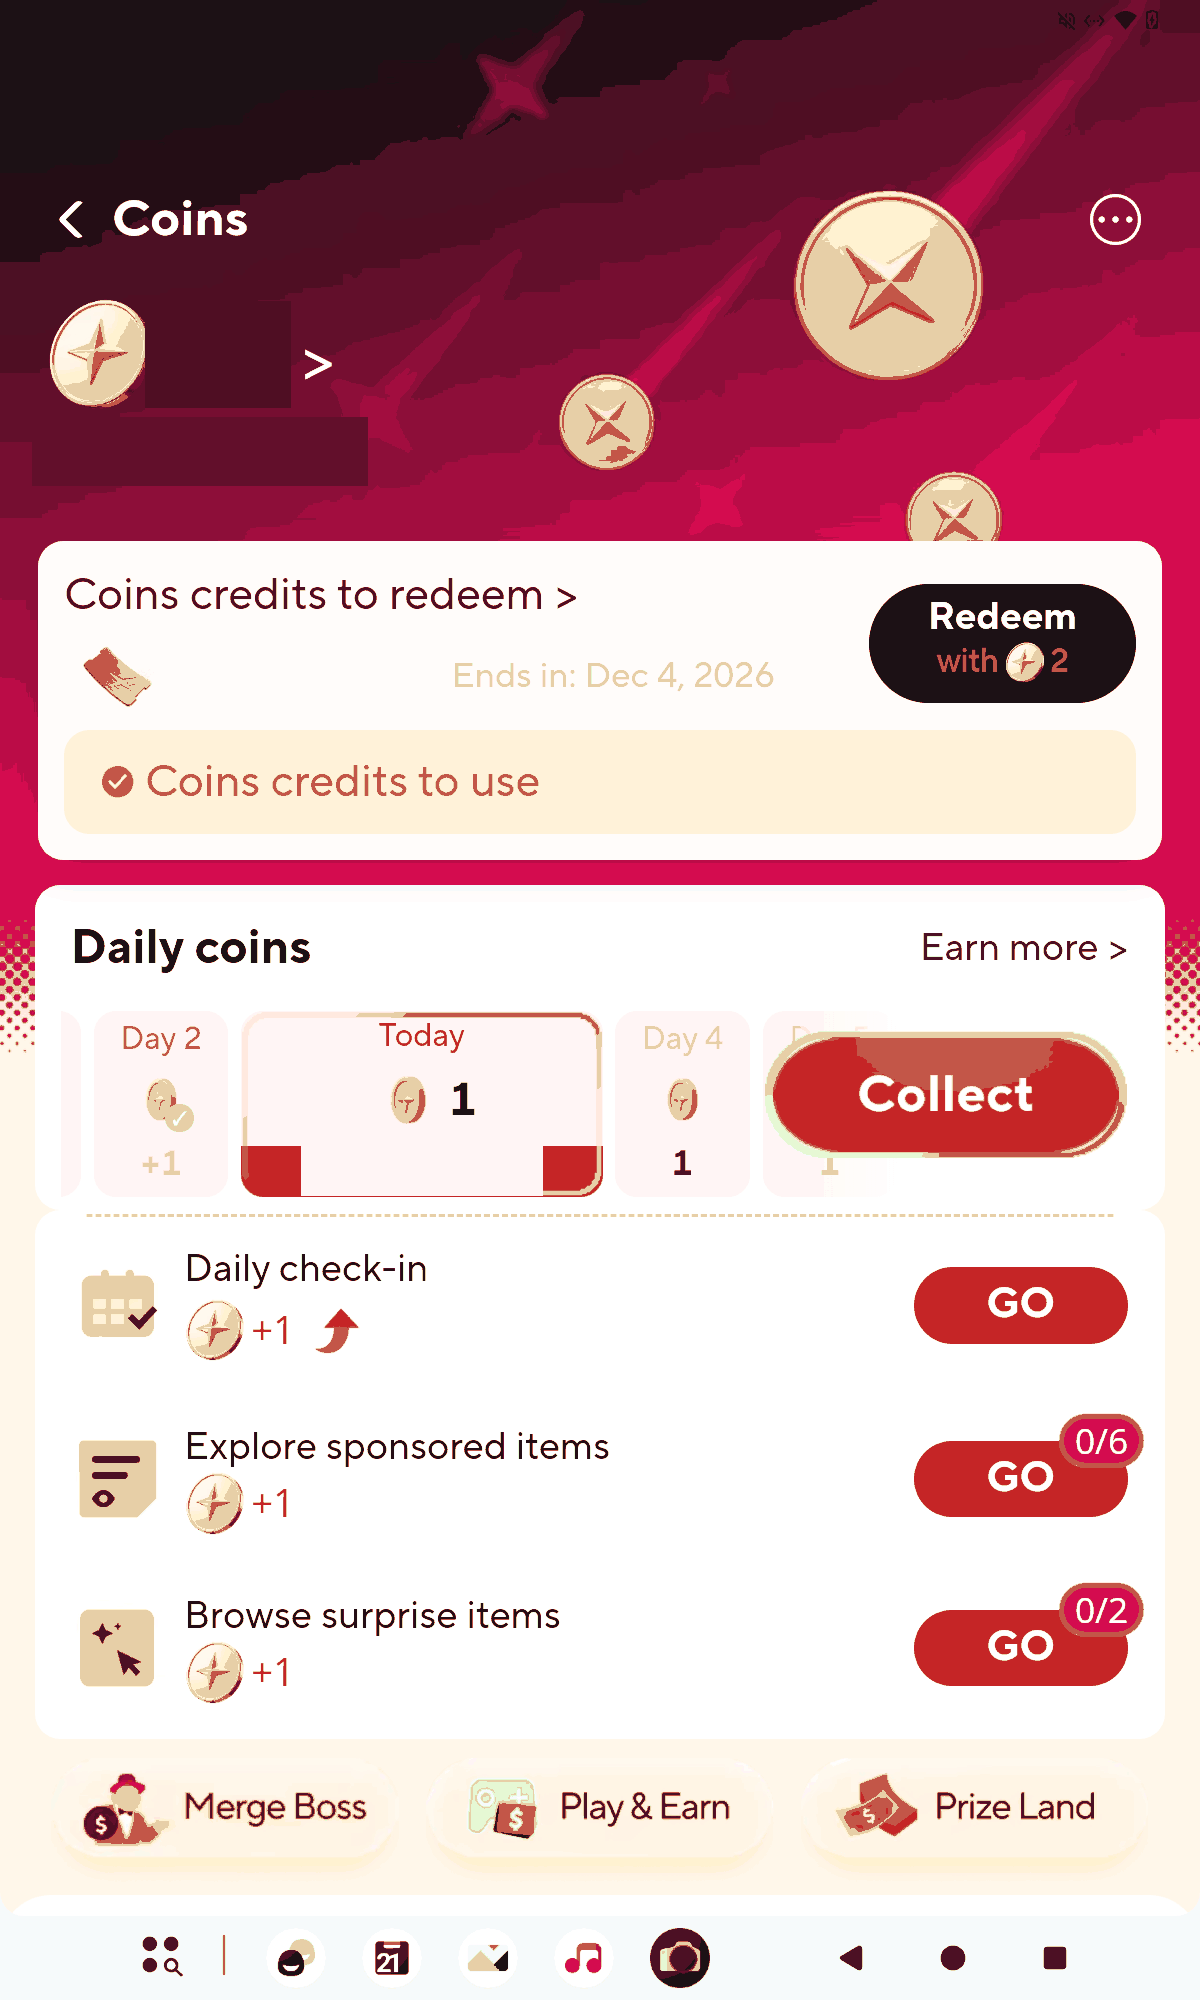 Coins
>
Coins credits to redeem >
Redeem
with 2
Ends in: Dec 4, 2026
Coins credits to use
Daily coins
Earn more >
Day 2
Today
Day 4
1
Collect
+1
1
1
Daily check-in
+1
GO
Explore sponsored items
+1
GO
0/6
Browse surprise items
+1
GO
0/2
Merge Boss
Play & Earn
Prize Land
21